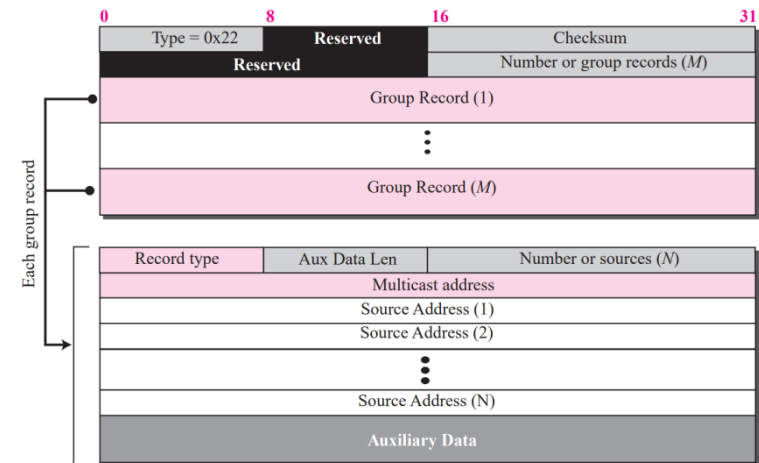 0 8 16 31
Type = 0x22 Reserved Checksum
Reserved Number or group records (M)
Group Record (1)
Group Record (M)
Each group record
Record type Aux Data Len Number or sources (N)
Multicast address
Source Address (1)
Source Address (2)
Source Address (N)
Auxiliary Data